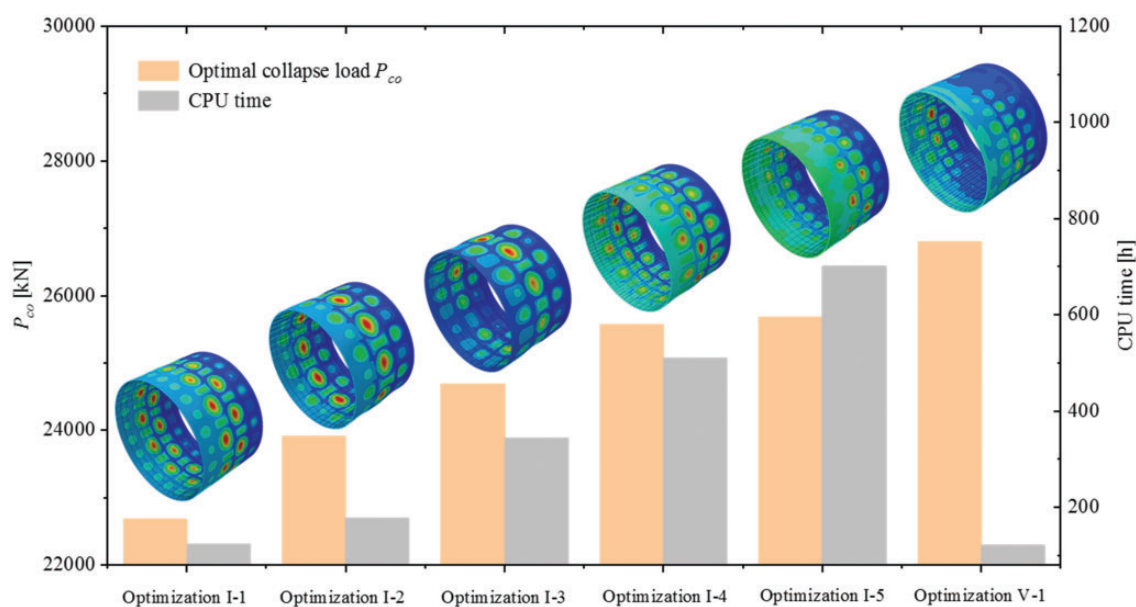 30000
28000
26000
24000
22000
P_co [kN]
Optimal collapse load P_co
CPU time
1200
1000
800
600
400
200
CPU time [h]
Optimization I-1 Optimization I-2 Optimization I-3 Optimization I-4 Optimization I-5 Optimization V-1